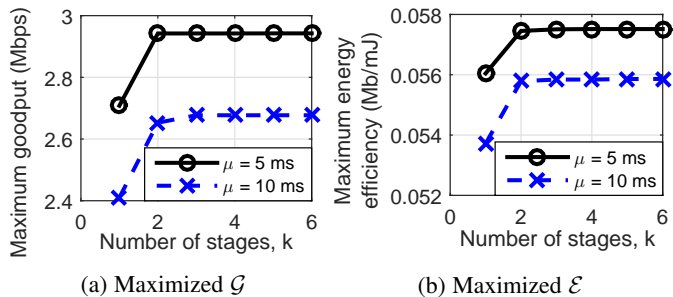 Maximum goodput (Mbps)
3
2.8
2.6
2.4
0 2 4 6
Number of stages, k
μ = 5 ms
μ = 10 ms
(a) Maximized 𝒢
Maximum energy
efficiency (Mb/mJ)
0.058
0.056
0.054
0.052
0 2 4 6
Number of stages, k
μ = 5 ms
μ = 10 ms
(b) Maximized ℰ